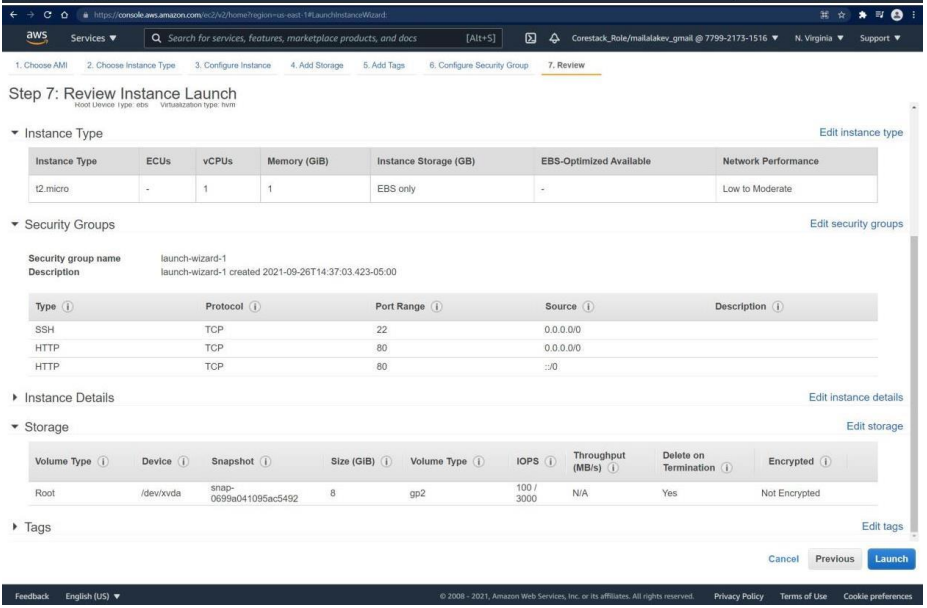 https://console.aws.amazon.com/ec2/v2/home?region=us-east-1#LaunchInstanceWizard:
aws Services Search for services, features, marketplace products, and docs [Alt+S] Corestack_Role/mailalakev_gmail @ 7799-2173-1516 N. Virginia Support
1. Choose AMI 2. Choose Instance Type 3. Configure Instance 4. Add Storage 5. Add Tags 6. Configure Security Group 7. Review
Step 7: Review Instance Launch
Root Device Type: ebs Virtualization type: hvm
Instance Type Edit instance type
Instance Type ECUs vCPUs Memory (GiB) Instance Storage (GB) EBS-Optimized Available Network Performance
t2.micro - 1 1 EBS only - Low to Moderate
Security Groups Edit security groups
Security group name launch-wizard-1
Description launch-wizard-1 created 2021-09-26T14:37:03.423-05:00
Type Protocol Port Range Source Description
SSH TCP 22 0.0.0.0/0
HTTP TCP 80 0.0.0.0/0
HTTP TCP 80 ::/0
Instance Details Edit instance details
Storage Edit storage
Volume Type Device Snapshot Size (GiB) Volume Type IOPS Throughput (MB/s) Delete on Termination Encrypted
Root /dev/xvda snap-0699a041095ac5492 8 gp2 100 / 3000 N/A Yes Not Encrypted
Tags Edit tags
Cancel Previous Launch
Feedback English (US) © 2008 - 2021, Amazon Web Services, Inc. or its affiliates. All rights reserved. Privacy Policy Terms of Use Cookie preferences